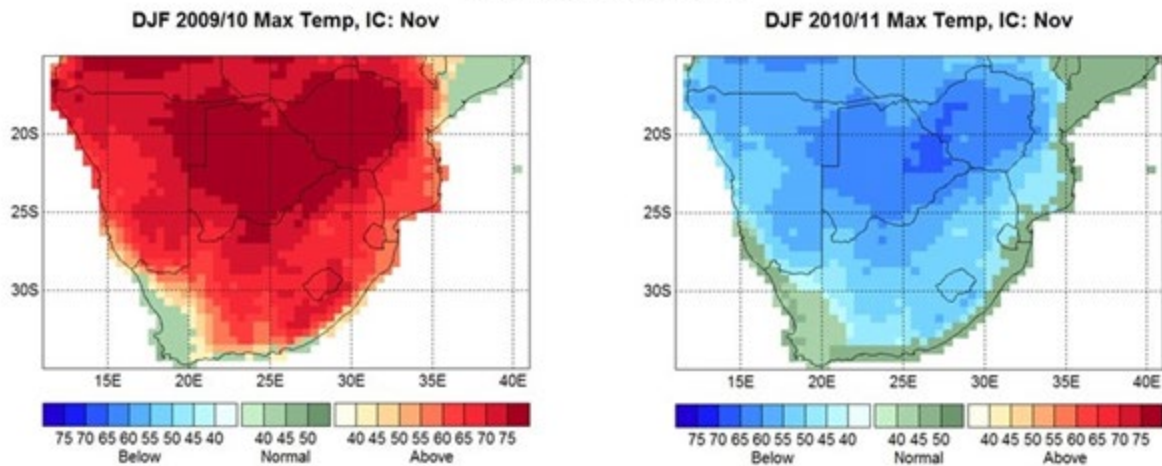 DJF 2009/10 Max Temp, IC: Nov
DJF 2010/11 Max Temp, IC: Nov
20S
25S
30S
15E 20E 25E 30E 35E 40E
15E 20E 25E 30E 35E 40E
75 70 65 60 55 50 45 40 40 45 50 40 45 50 55 60 65 70 75
Below Normal Above
20S
25S
30S
75 70 65 60 55 50 45 40 40 45 50 40 45 50 55 60 65 70 75
Below Normal Above